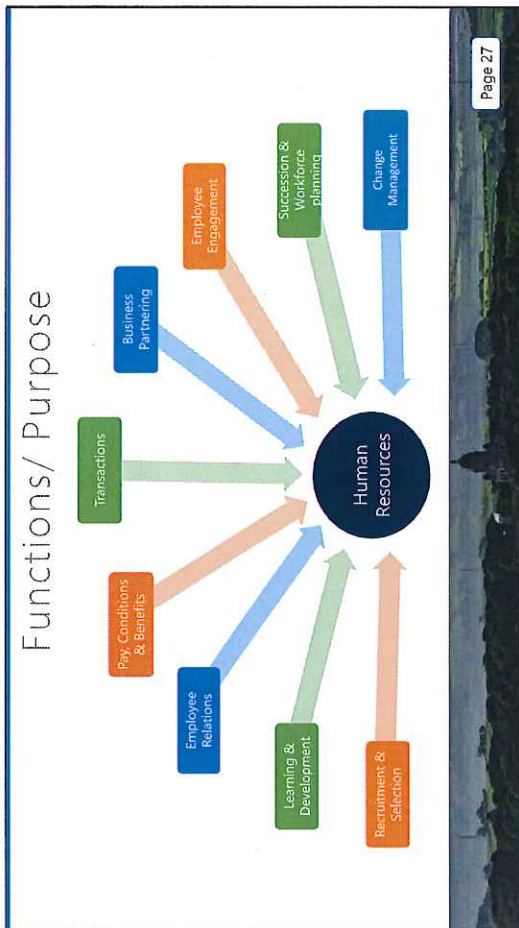 Functions/ Purpose
Recruitment &
Selection
Learning &
Development
Employee
Relations
Pay, Conditions
& Benefits
Transactions
Business
Partnering
Employee
Engagement
Succession &
Workforce
planning
Change
Management
Human
Resources
Page 27